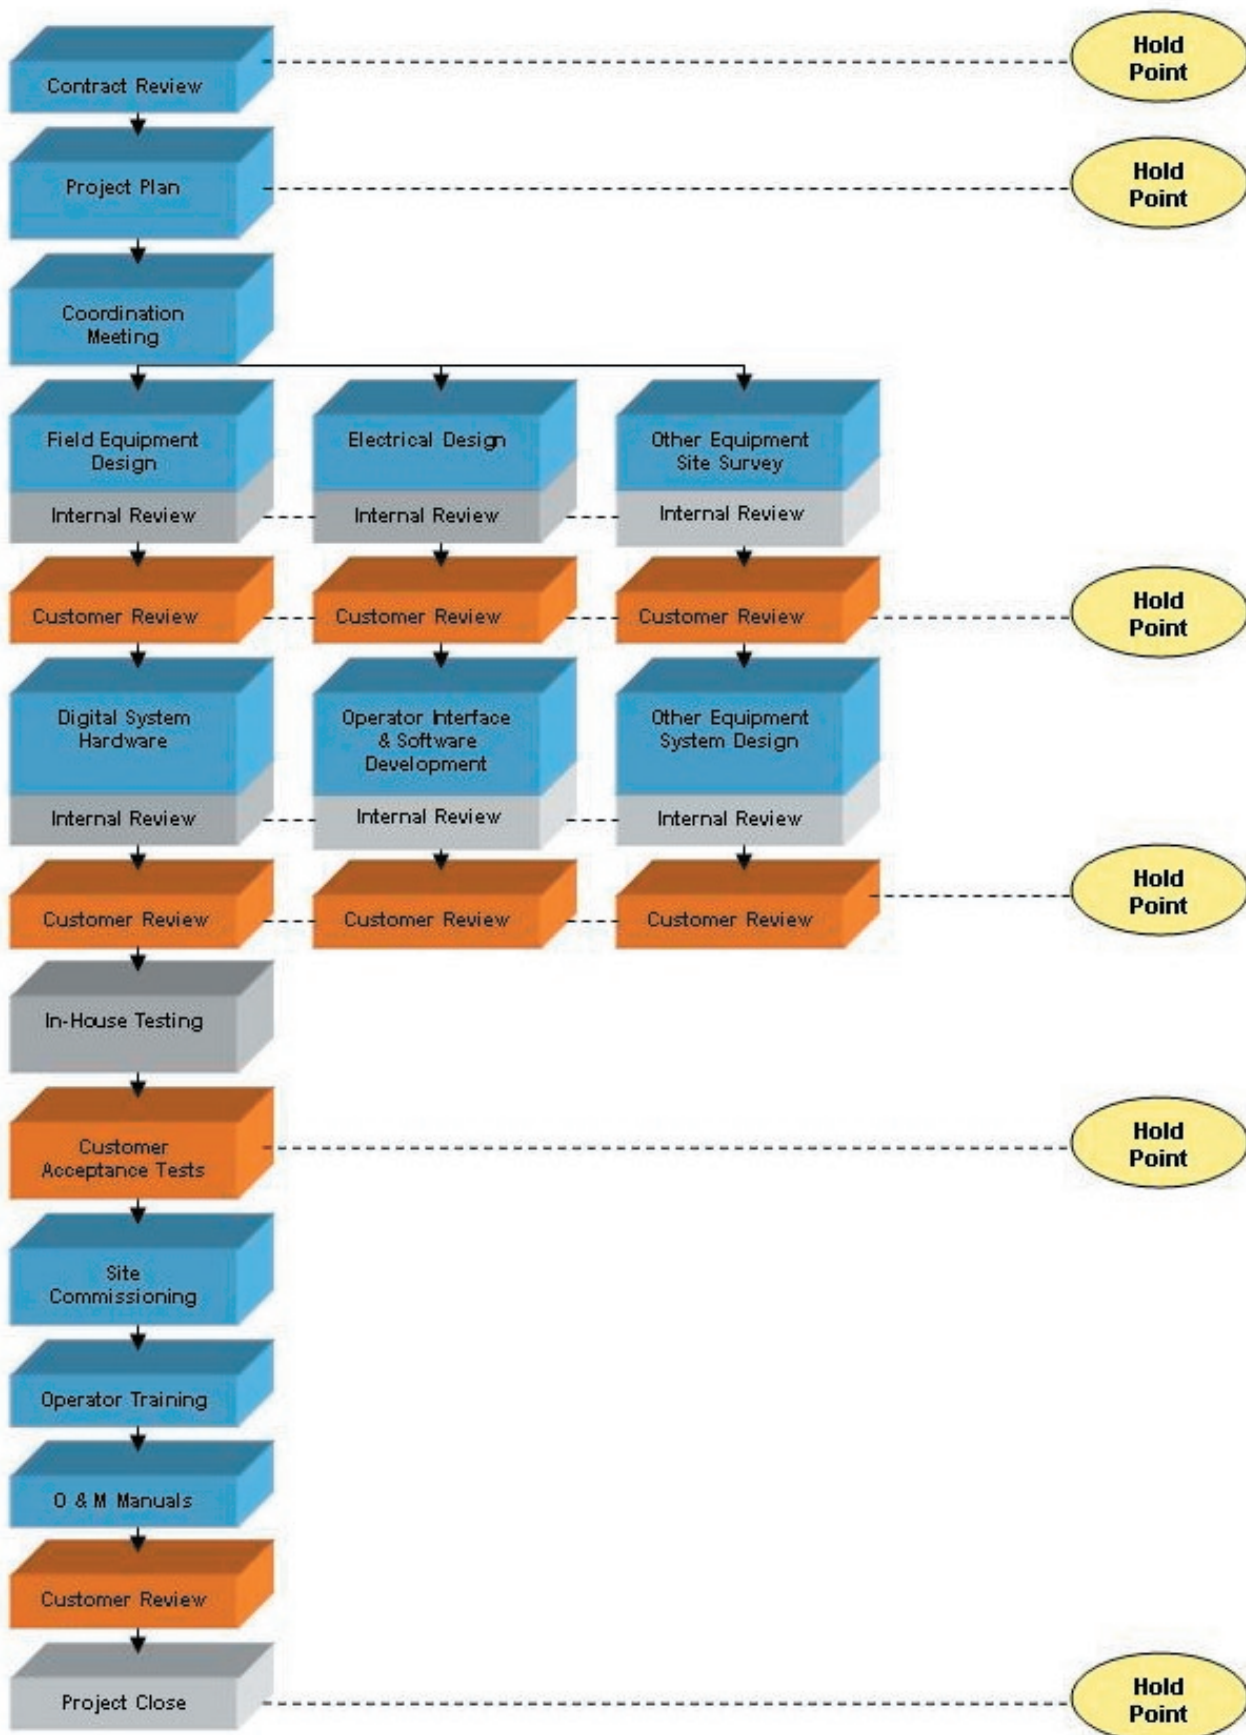 Contract Review
Hold
Point
Project Plan
Hold
Point
Coordination
Meeting
Field Equipment
Design
Electrical Design
Other Equipment
Site Survey
Internal Review
Internal Review
Internal Review
Customer Review
Customer Review
Customer Review
Hold
Point
Digital System
Hardware
Operator Interface
& Software
Development
Other Equipment
System Design
Internal Review
Internal Review
Internal Review
Customer Review
Customer Review
Customer Review
Hold
Point
In-House Testing
Customer
Acceptance Tests
Hold
Point
Site
Commissioning
Operator Training
O & M Manuals
Customer Review
Project Close
Hold
Point